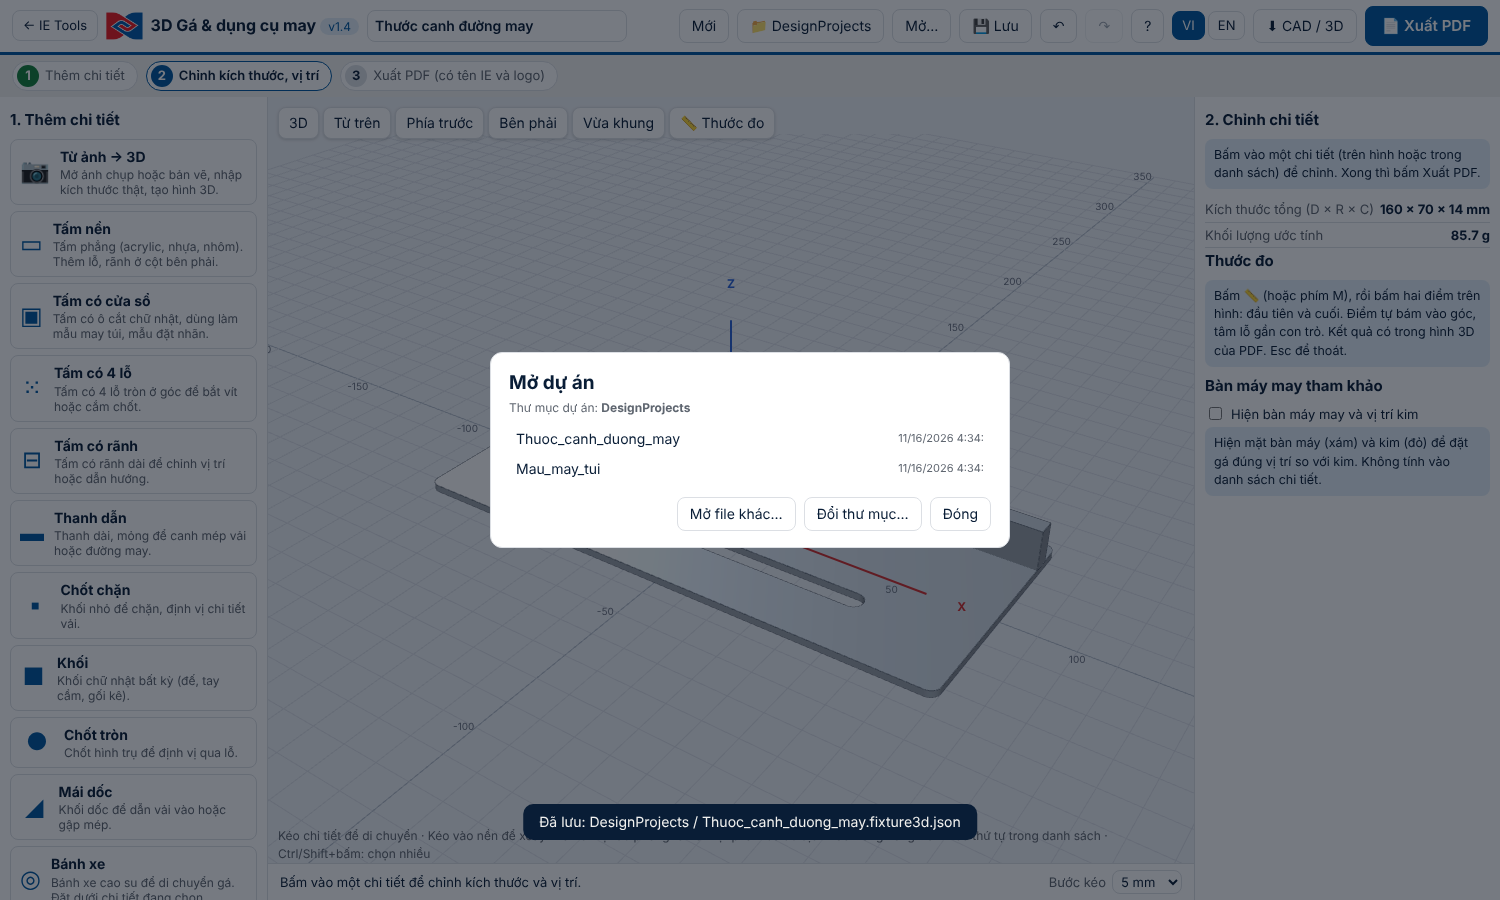 ← IE Tools
3D Gá & dụng cụ may v1.4
Thước canh đường may
Mới
📁 DesignProjects
Mở...
💾 Lưu
↶
↷
?
VI
EN
⬇ CAD / 3D
📄 Xuất PDF
1 Thêm chi tiết
2 Chỉnh kích thước, vị trí
3 Xuất PDF (có tên IE và logo)
1. Thêm chi tiết
Từ ảnh → 3D
Mở ảnh chụp hoặc bản vẽ, nhập
kích thước thật, tạo hình 3D.
Tấm nền
Tấm phẳng (acrylic, nhựa, nhôm).
Thêm lỗ, rãnh ở cột bên phải.
Tấm có cửa sổ
Tấm có ô cắt chữ nhật, dùng làm
mẫu may túi, mẫu đặt nhãn.
Tấm có 4 lỗ
Tấm có 4 lỗ tròn ở góc để bắt vít
hoặc cắm chốt.
Tấm có rãnh
Tấm có rãnh dài để chỉnh vị trí
hoặc dẫn hướng.
Thanh dẫn
Thanh dài, mỏng để canh mép vải
hoặc đường may.
Chốt chặn
Khối nhỏ để chặn, định vị chi tiết
vải.
Khối
Khối chữ nhật bất kỳ (đế, tay
cầm, gối kê).
Chốt tròn
Chốt hình trụ để định vị qua lỗ.
Mái dốc
Khối dốc để dẫn vải vào hoặc
gập mép.
Bánh xe
Bánh xe cao su để di chuyển gá.
Đặt dưới chi tiết đang chọn
3D
Từ trên
Phía trước
Bên phải
Vừa khung
📏 Thước đo
350
300
250
200
150
Z
-150
-100
50
X
-50
100
-100
Mở dự án
Thư mục dự án: DesignProjects
Thuoc_canh_duong_may 11/16/2026 4:34:
Mau_may_tui 11/16/2026 4:34:
Mở file khác...
Đổi thư mục...
Đóng
Đã lưu: DesignProjects / Thuoc_canh_duong_may.fixture3d.json
Kéo chi tiết để di chuyển · Kéo vào nền để
thứ tự trong danh sách ·
Ctrl/Shift+bấm: chọn nhiều
Bấm vào một chi tiết để chỉnh kích thước và vị trí.
Bước kéo 5 mm
2. Chỉnh chi tiết
Bấm vào một chi tiết (trên hình hoặc trong
danh sách) để chỉnh. Xong thì bấm Xuất PDF.
Kích thước tổng (D × R × C) 160 × 70 × 14 mm
Khối lượng ước tính 85.7 g
Thước đo
Bấm 📏 (hoặc phím M), rồi bấm hai điểm trên
hình: đầu tiên và cuối. Điểm tự bám vào góc,
tâm lỗ gần con trỏ. Kết quả có trong hình 3D
của PDF. Esc để thoát.
Bàn máy may tham khảo
Hiện bàn máy may và vị trí kim
Hiện mặt bàn máy (xám) và kim (đỏ) để đặt
gá đúng vị trí so với kim. Không tính vào
danh sách chi tiết.